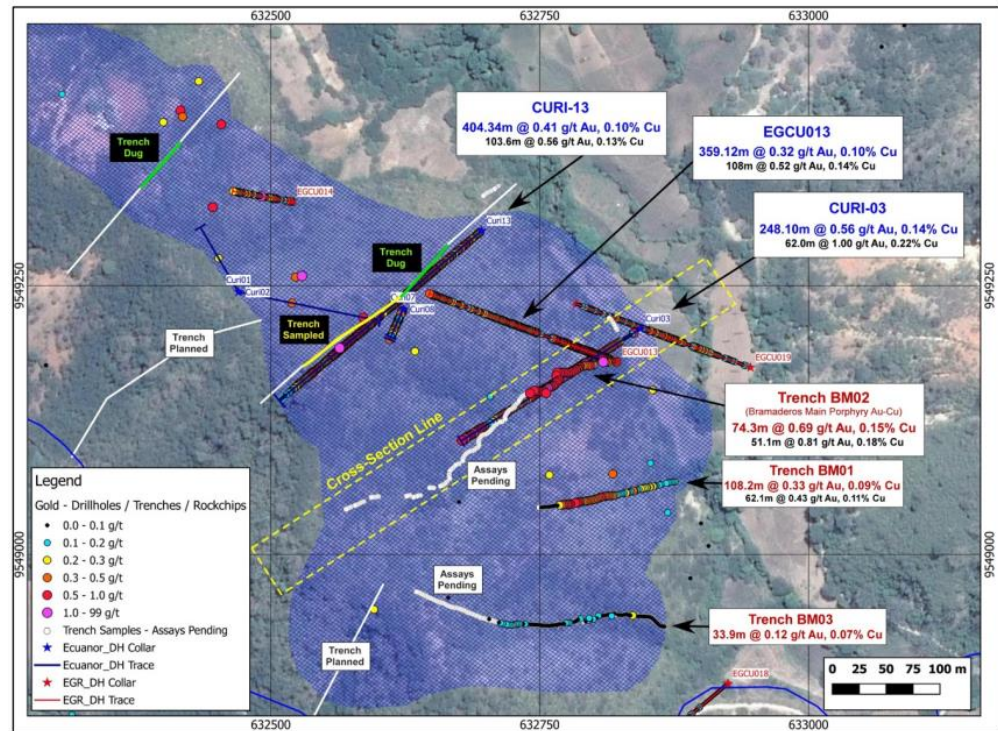 632500
632750
633000
CURI-13
404.34m @ 0.41 g/t Au, 0.10% Cu
103.6m @ 0.56 g/t Au, 0.13% Cu
EGCU013
359.12m @ 0.32 g/t Au, 0.10% Cu
108m @ 0.52 g/t Au, 0.14% Cu
CURI-03
248.10m @ 0.56 g/t Au, 0.14% Cu
62.0m @ 1.00 g/t Au, 0.22% Cu
Trench
Dug
EGCU014
Curi13
Trench
Dug
9549250
9549250
Curi01
Curi02
Curi07
Curi08
Curi03
Trench
Sampled
Trench
Planned
EGCU013
EGCU019
Trench BM02
(Bramaderos Main Porphyry Au-Cu)
74.3m @ 0.69 g/t Au, 0.15% Cu
51.1m @ 0.81 g/t Au, 0.18% Cu
Cross-Section Line
Assays
Pending
Trench BM01
108.2m @ 0.33 g/t Au, 0.09% Cu
62.1m @ 0.43 g/t Au, 0.11% Cu
9549000
9549000
Assays
Pending
Trench BM03
33.9m @ 0.12 g/t Au, 0.07% Cu
Trench
Planned
EGCU018
Legend
Gold - Drillholes / Trenches / Rockchips
0.0 - 0.1 g/t
0.1 - 0.2 g/t
0.2 - 0.3 g/t
0.3 - 0.5 g/t
0.5 - 1.0 g/t
1.0 - 99 g/t
Trench Samples - Assays Pending
Ecuanor_DH Collar
Ecuanor_DH Trace
EGR_DH Collar
EGR_DH Trace
0 25 50 75 100 m
632500
632750
633000